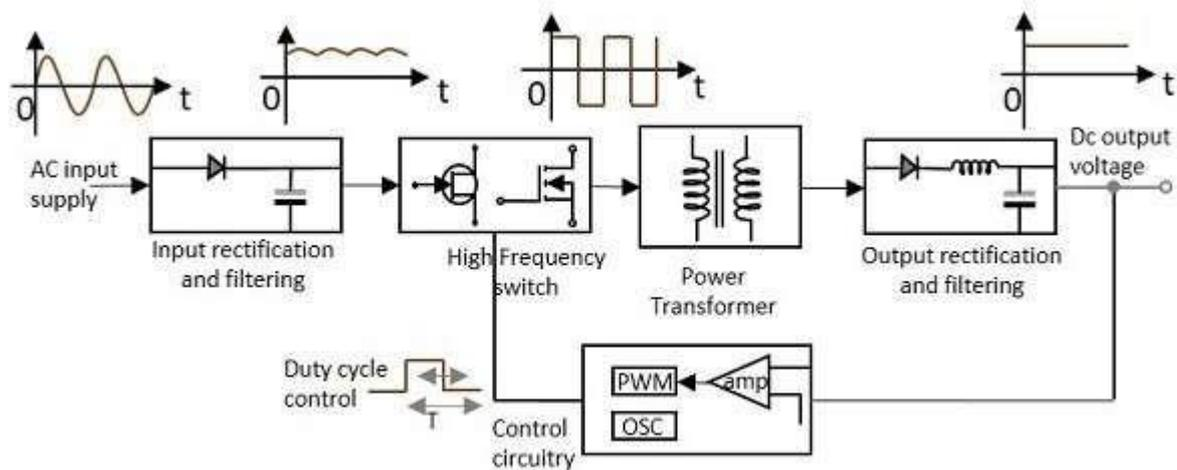 0
t
0
t
0
t
0
t
AC input
supply
Input rectification
and filtering
High Frequency
switch
Power
Transformer
Output rectification
and filtering
Dc output
voltage
Duty cycle
control
T
Control
circuitry
PWM
amp
OSC